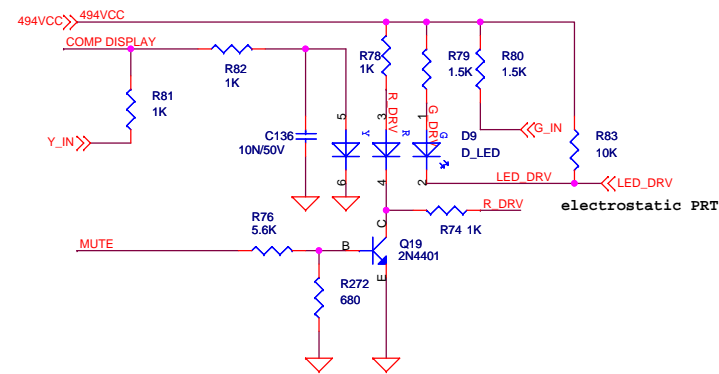 494VCC 494VCC
COMP DISPLAY
R82
1K
R81
1K
Y_IN
C136
10N/50V
5
Y
6
R78
1K
R_DRV
3
R
4
R79
1.5K
G_DRV
1
G
2
R80
1.5K
G_IN
D9
D_LED
R83
10K
LED_DRV
LED_DRV
electrostatic PRT
R_DRV
R74 1K
MUTE
R76
5.6K
B
C
E
Q19
2N4401
R272
680